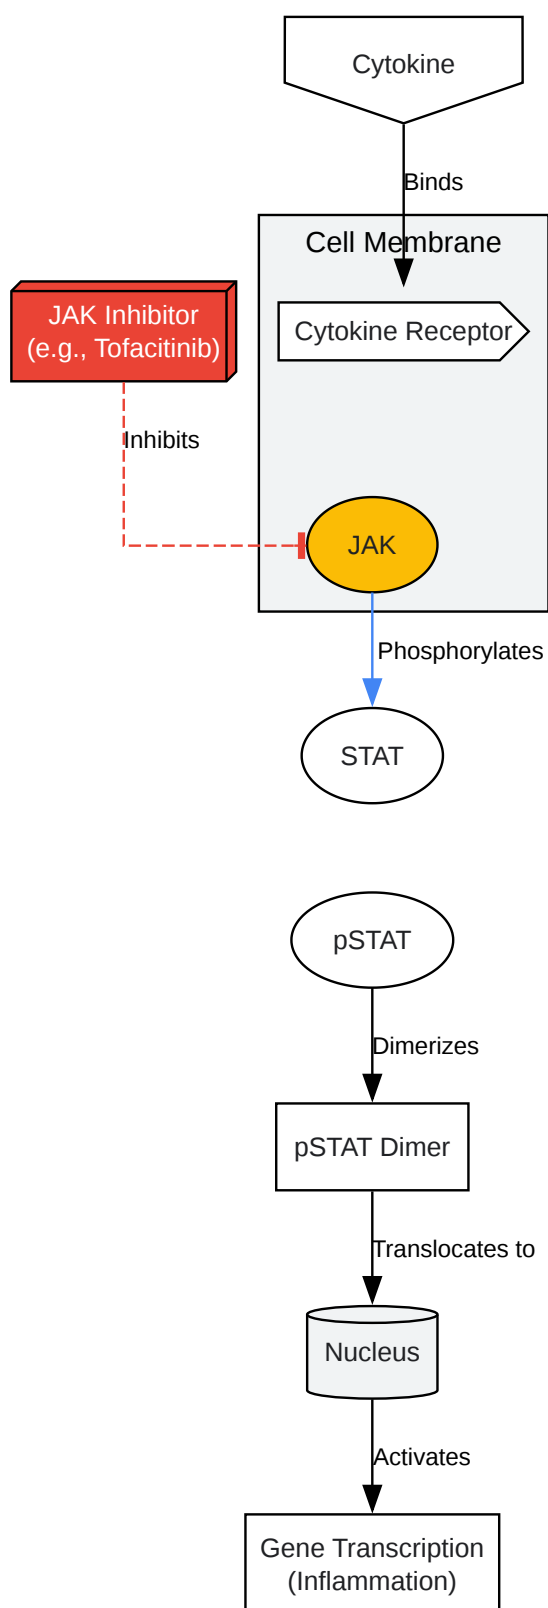 Cytokine
Binds
Cell Membrane
JAK Inhibitor
(e.g., Tofacitinib)
Cytokine Receptor
Inhibits
JAK
Phosphorylates
STAT
pSTAT
Dimerizes
pSTAT Dimer
Translocates to
Nucleus
Activates
Gene Transcription
(Inflammation)